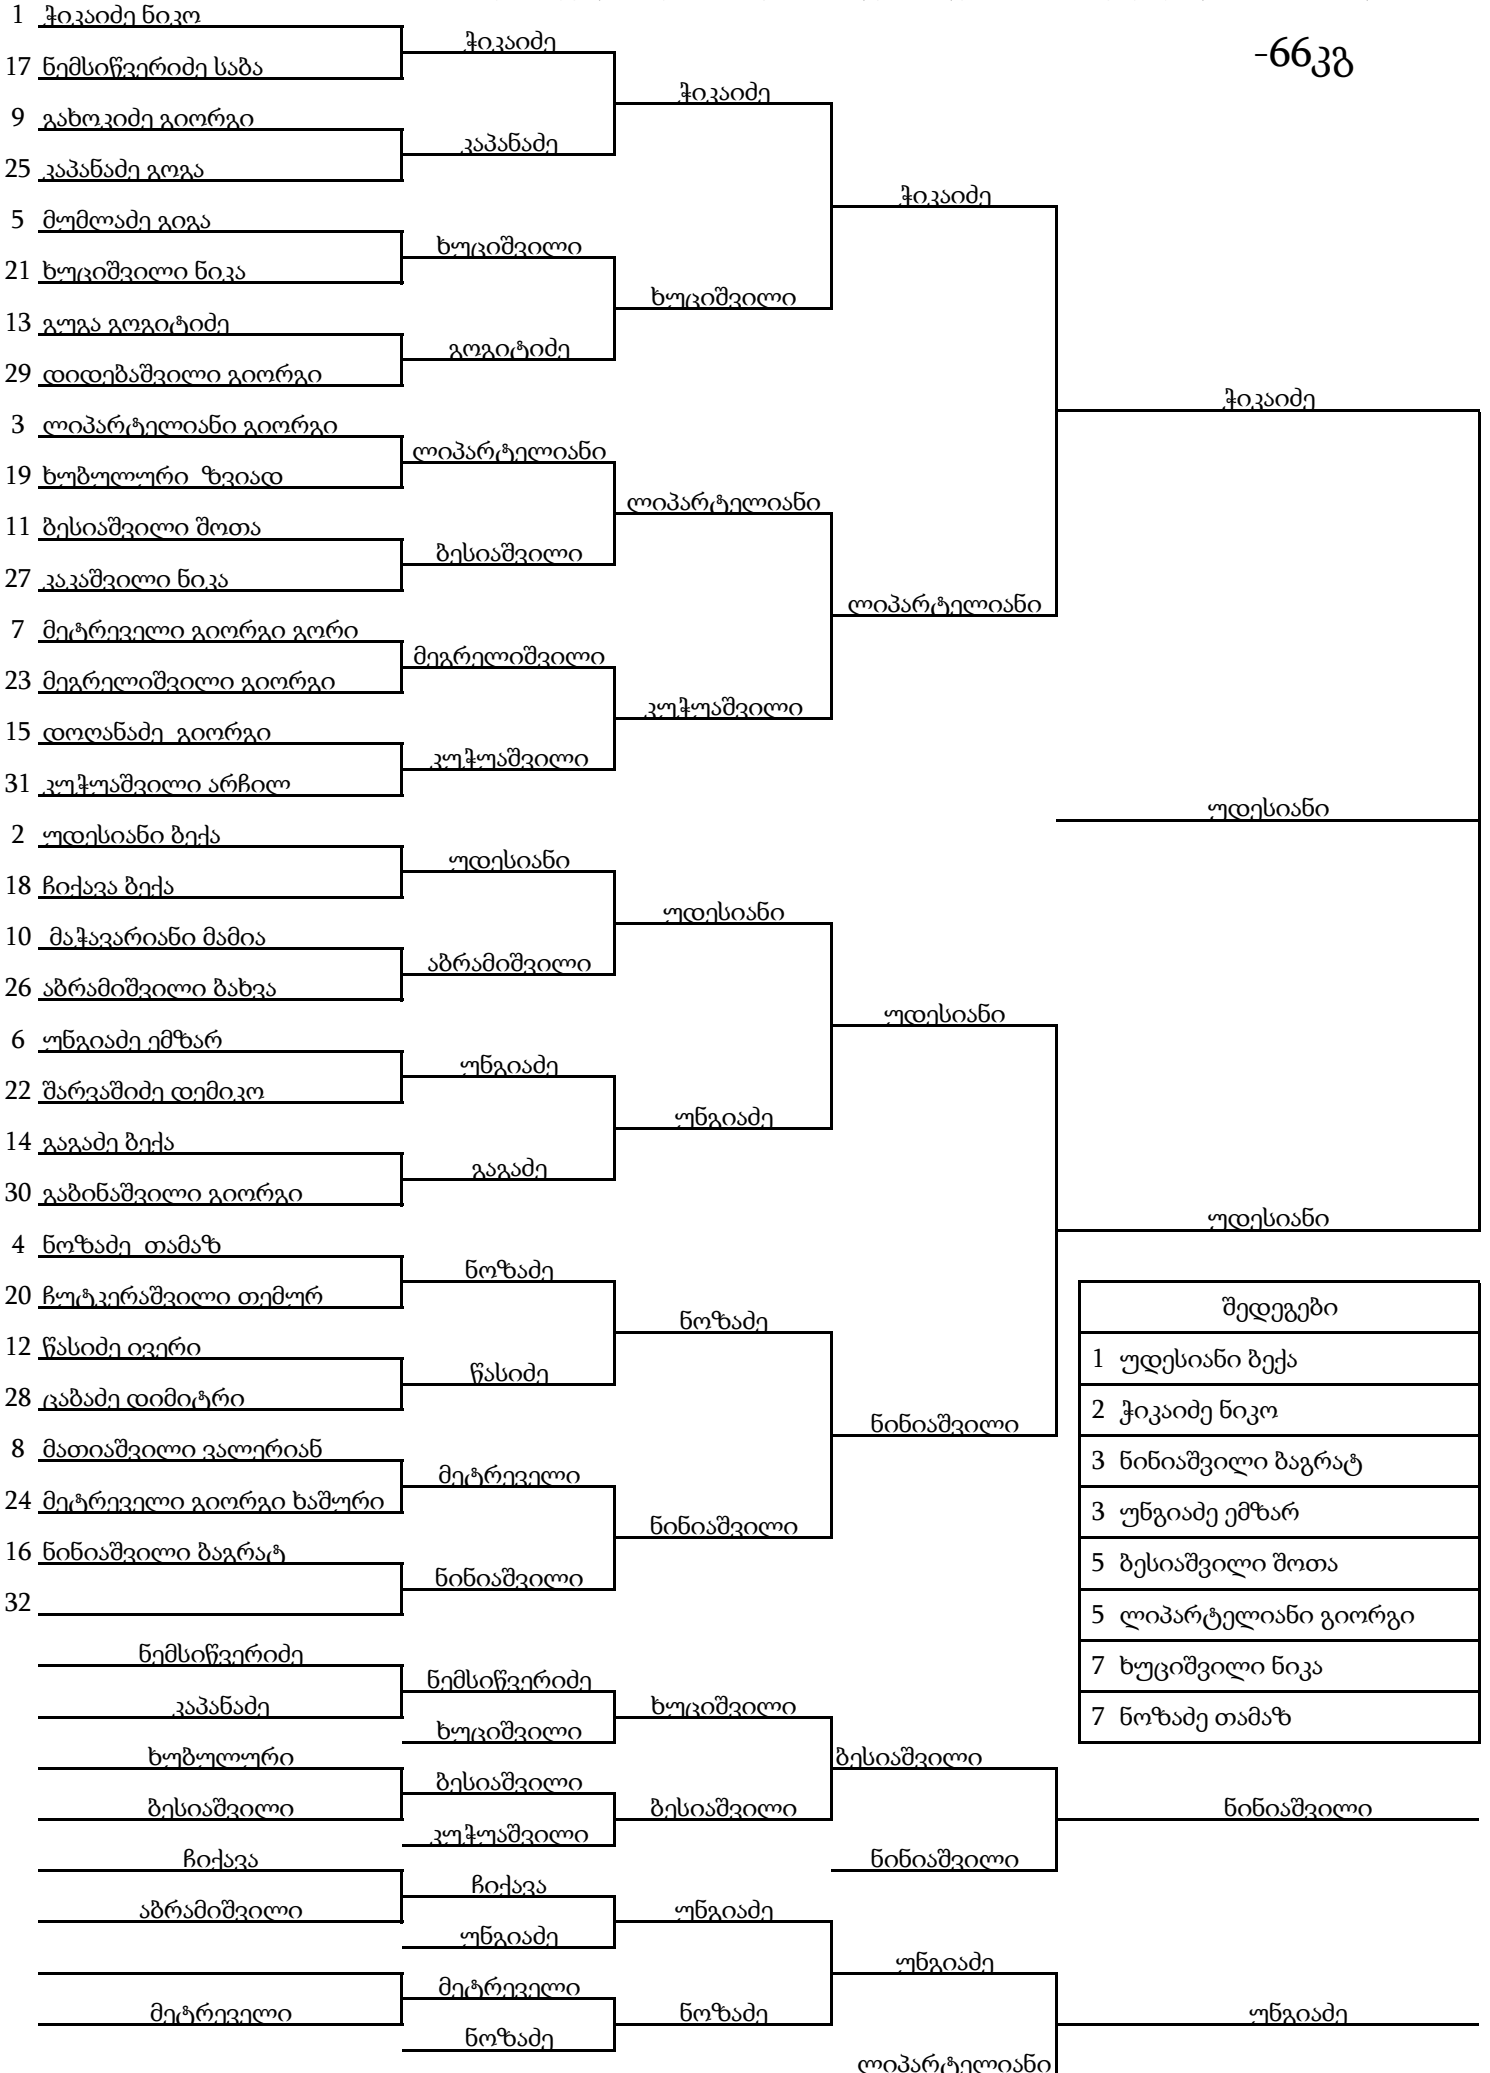 -66კგ
1 ჭიკაიძე ნიკო
17 ნემსიწვერიძე საბა
9 გახოკიძე გიორგი
25 კაპანაძე გოგა
5 მუმლაძე გიგა
21 ხუციშვილი ნიკა
13 გუგა გოგიტიძე
29 დიდებაშვილი გიორგი
3 ლიპარტელიანი გიორგი
19 ხუბულური ზვიად
11 ბესიაშვილი შოთა
27 კაკაშვილი ნიკა
7 მეტრეველი გიორგი გორი
23 მეგრელიშვილი გიორგი
15 დოღანაძე გიორგი
31 კუჭუაშვილი არჩილ
2 უდესიანი ბექა
18 ჩიქავა ბექა
10 მაჭავარიანი მამია
26 აბრამიშვილი ბახვა
6 უნგიაძე ემზარ
22 შარვაშიძე დემიკო
14 გაგაძე ბექა
30 გაბინაშვილი გიორგი
4 ნოზაძე თამაზ
20 ჩუტკერაშვილი თემურ
12 წასიძე ივერი
28 ცაბაძე დიმიტრი
8 მათიაშვილი ვალერიან
24 მეტრეველი გიორგი ხაშური
16 ნინიაშვილი ბაგრატ
32
ჭიკაიძე
კაპანაძე
ხუციშვილი
გოგიტიძე
ლიპარტელიანი
ბესიაშვილი
მეგრელიშვილი
კუჭუაშვილი
უდესიანი
აბრამიშვილი
უნგიაძე
გაგაძე
ნოზაძე
წასიძე
მეტრეველი
ნინიაშვილი
ჭიკაიძე
ხუციშვილი
ლიპარტელიანი
კუჭუაშვილი
უდესიანი
უნგიაძე
ნოზაძე
ნინიაშვილი
ჭიკაიძე
ლიპარტელიანი
უდესიანი
ნინიაშვილი
ჭიკაიძე
უდესიანი
უდესიანი
შედეგები
1 უდესიანი ბექა
2 ჭიკაიძე ნიკო
3 ნინიაშვილი ბაგრატ
3 უნგიაძე ემზარ
5 ბესიაშვილი შოთა
5 ლიპარტელიანი გიორგი
7 ხუციშვილი ნიკა
7 ნოზაძე თამაზ
ნემსიწვერიძე
კაპანაძე
ხუბულური
ბესიაშვილი
ჩიქავა
აბრამიშვილი
მეტრეველი
ნემსიწვერიძე
ხუციშვილი
ბესიაშვილი
კუჭუაშვილი
ჩიქავა
უნგიაძე
მეტრეველი
ნოზაძე
ხუციშვილი
ბესიაშვილი
უნგიაძე
ნოზაძე
ბესიაშვილი
ნინიაშვილი
უნგიაძე
ლიპარტელიანი
ნინიაშვილი
უნგიაძე